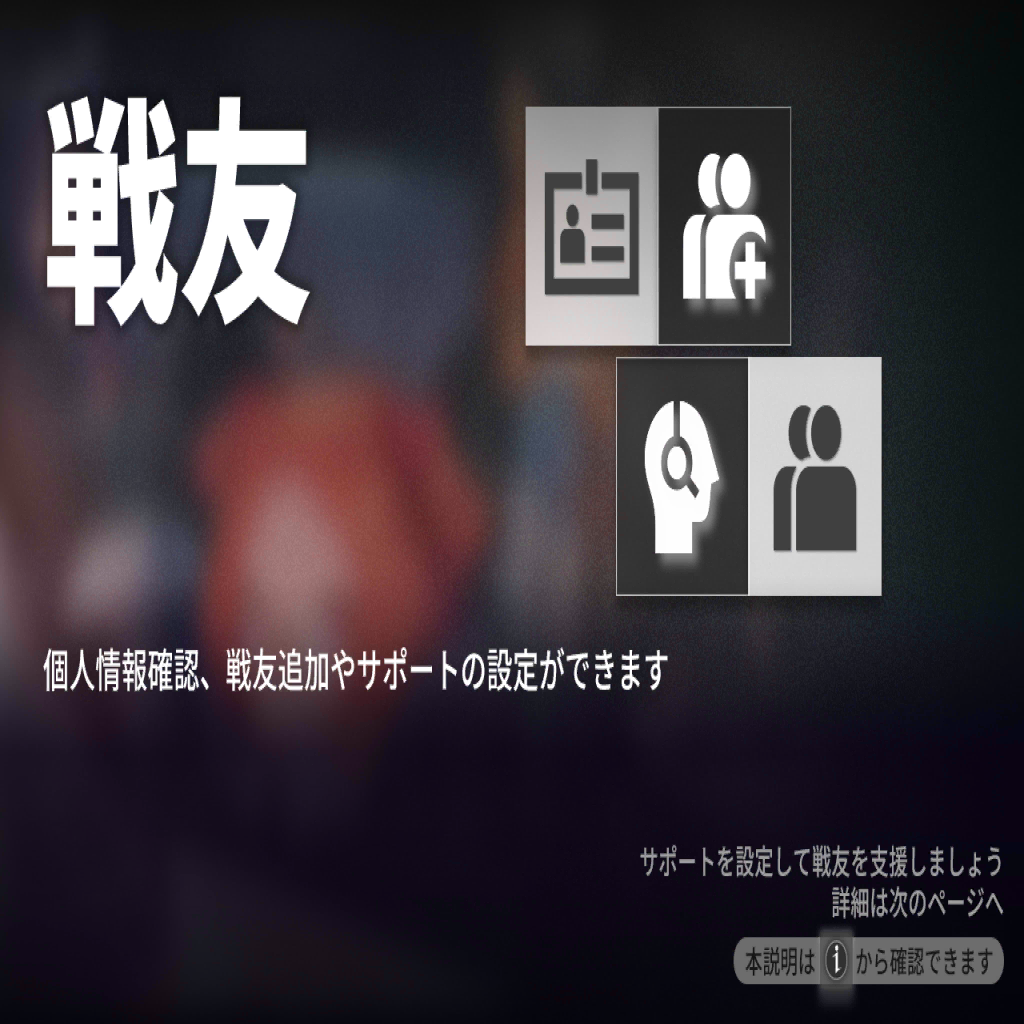 戦友
個人情報確認、戦友追加やサポートの設定ができます
サポートを設定して戦友を支援しましょう
詳細は次のページへ
本説明は i から確認できます